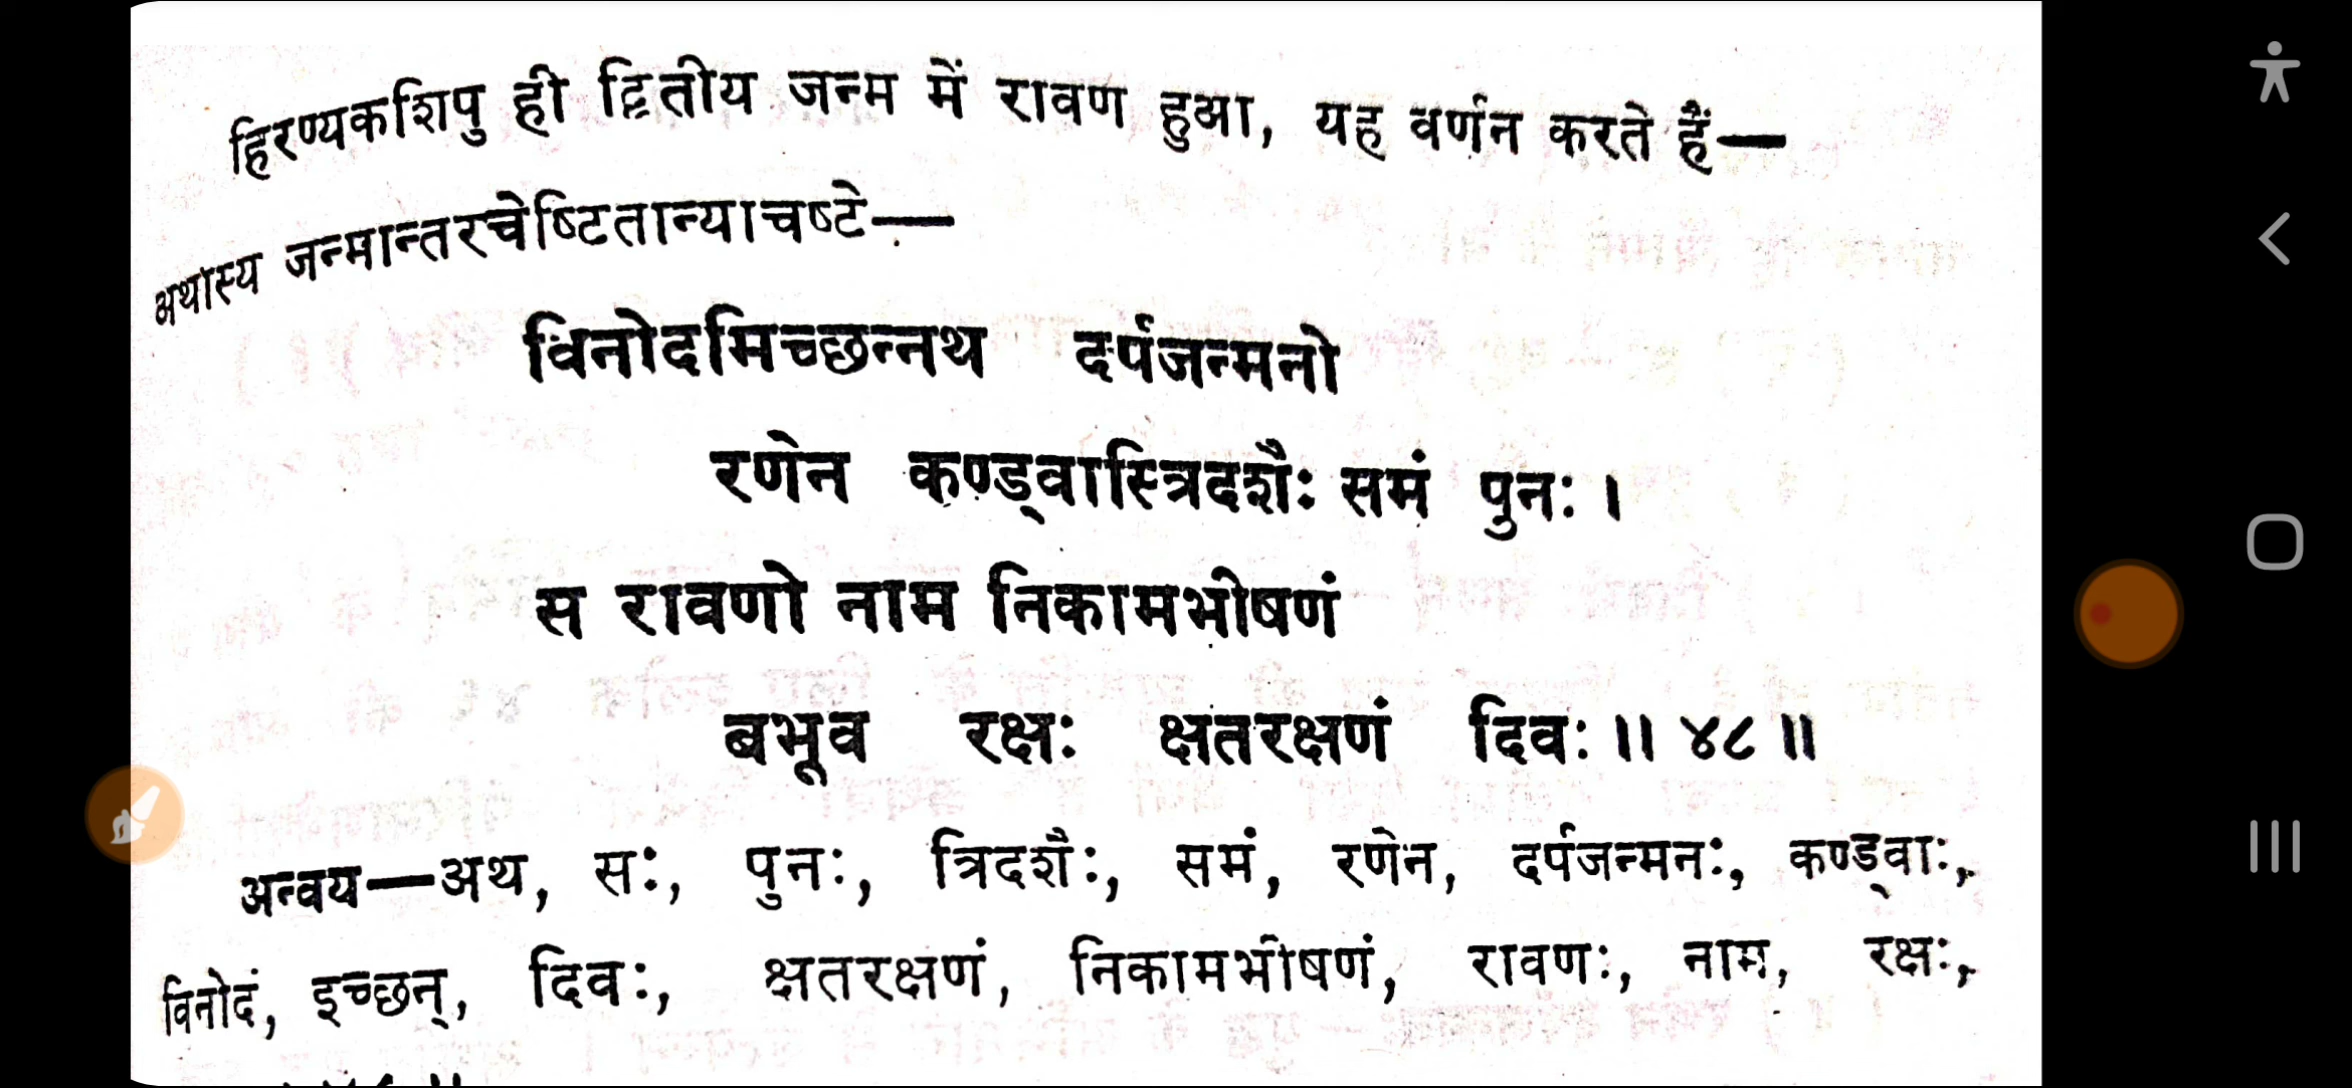 हिरण्यकशिपु ही द्वितीय जन्म में रावण हुआ, यह वर्णन करते हैं—
अथास्य जन्मान्तरचेष्टितान्याचष्टे—
विनोदमिच्छन्नथ दर्पजन्मनो
रणेन कण्ड्वास्त्रिदशैः समं पुनः ।
स रावणो नाम निकामभीषणं
बभूव रक्षः क्षतरक्षणं दिवः ॥ ४८ ॥
अन्वय—अथ, सः, पुनः, त्रिदशैः, समं, रणेन, दर्पजन्मनः, कण्ड्वाः,
विनोदं, इच्छन्, दिवः, क्षतरक्षणं, निकामभीषणं, रावणः, नाम, रक्षः,